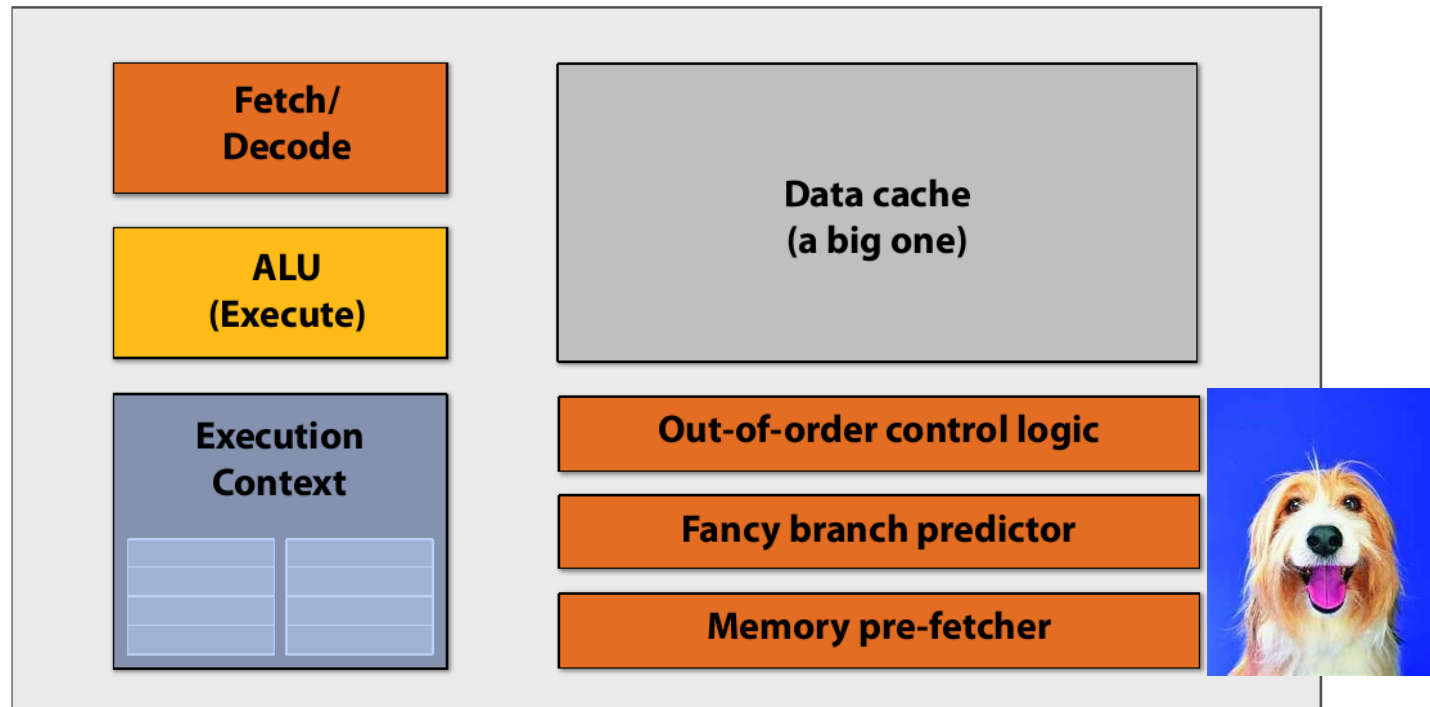 Fetch/
Decode
ALU
(Execute)
Execution
Context
Data cache
(a big one)
Out-of-order control logic
Fancy branch predictor
Memory pre-fetcher